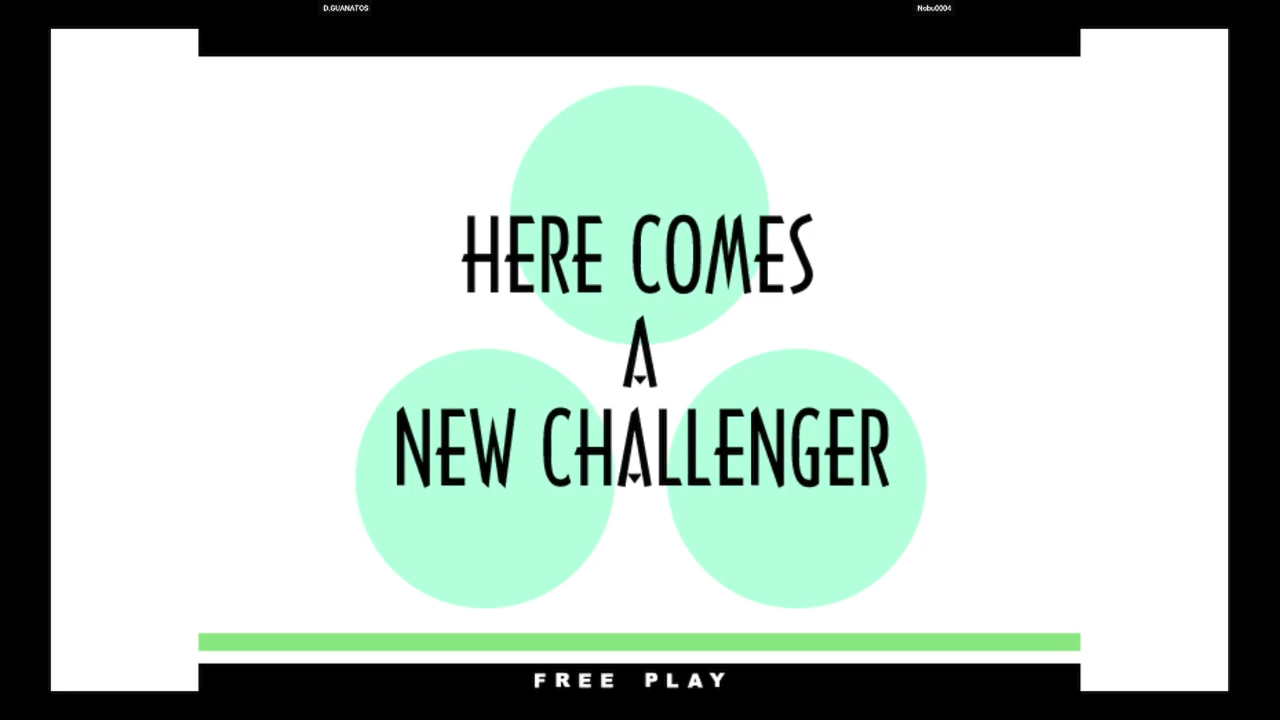 D.GUANATOS
Nobu0004
HERE COMES
A
NEW CHALLENGER
FREE PLAY